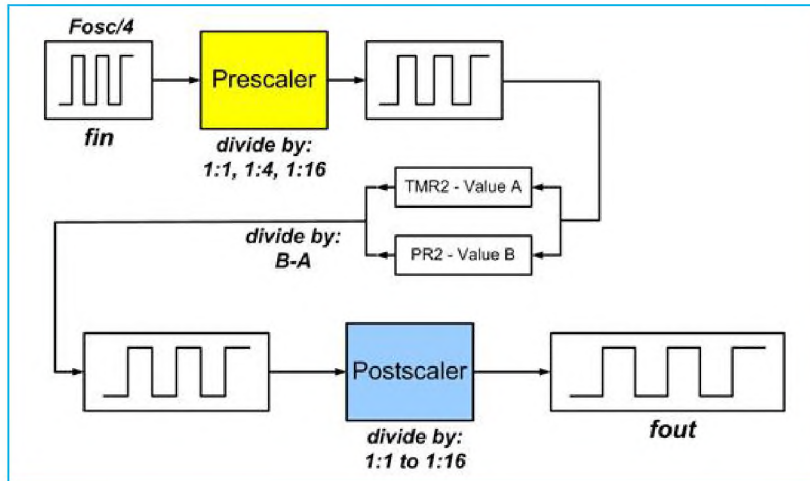 Fosc/4
fin
Prescaler
divide by:
1:1, 1:4, 1:16
TMR2 - Value A
PR2 - Value B
divide by:
B-A
Postscaler
divide by:
1:1 to 1:16
fout